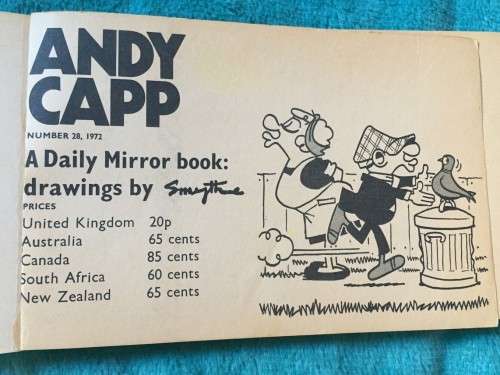 ANDY
CAPP
NUMBER 28, 1972
A Daily Mirror book:
drawings by Smythe
PRICES
United Kingdom 20p
Australia 65 cents
Canada 85 cents
South Africa 60 cents
New Zealand 65 cents